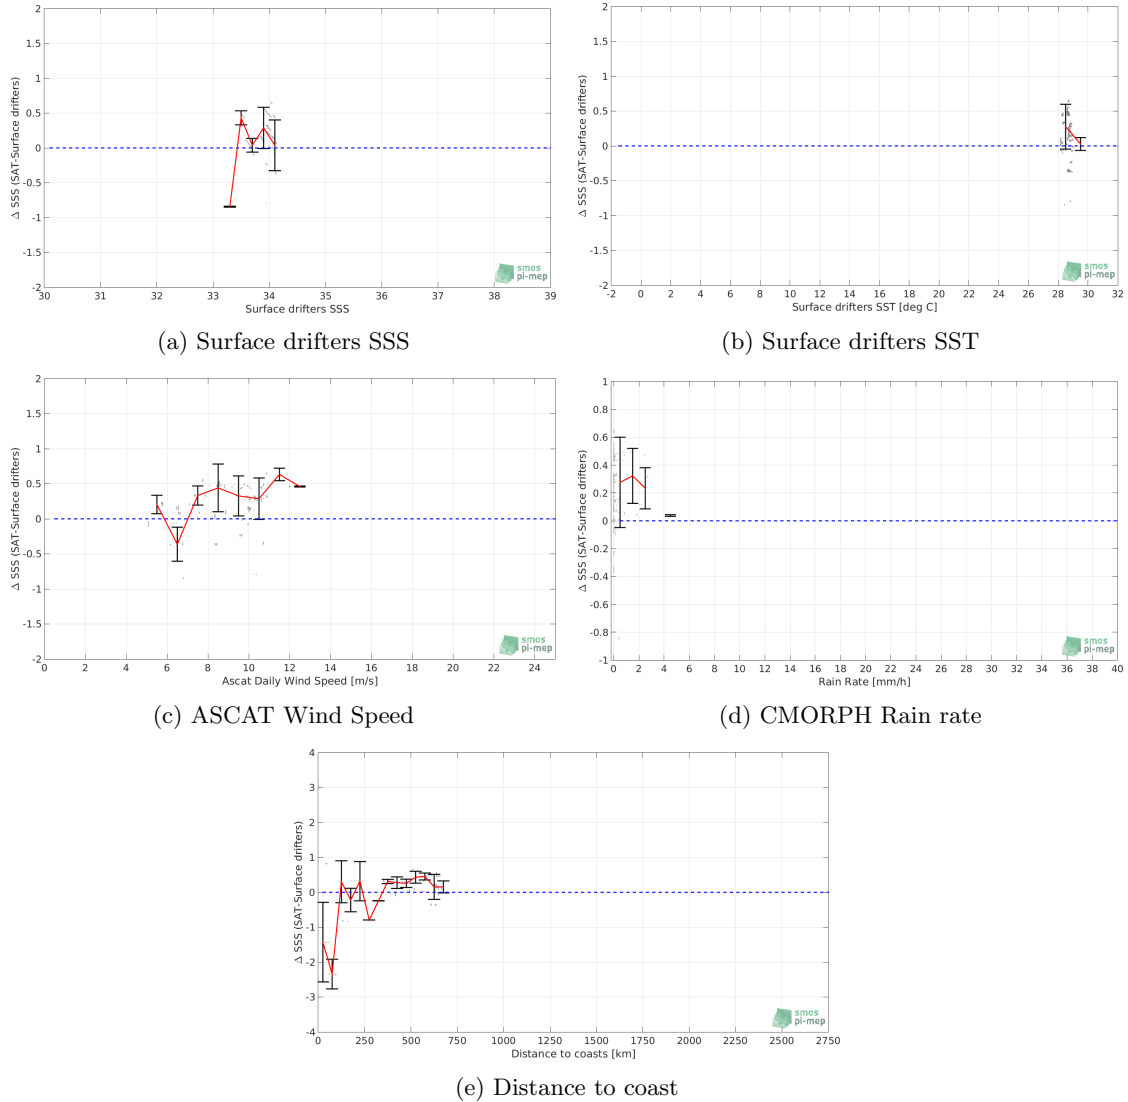 2
1.5
1
0.5
0
-0.5
-1
-1.5
-2
Δ SSS (SAT-Surface drifters)
30 31 32 33 34 35 36 37 38 39
Surface drifters SSS
smos
pi-mep
(a) Surface drifters SSS
2
1.5
1
0.5
0
-0.5
-1
-1.5
-2
Δ SSS (SAT-Surface drifters)
-2 0 2 4 6 8 10 12 14 16 18 20 22 24 26 28 30 32
Surface drifters SST [deg C]
smos
pi-mep
(b) Surface drifters SST
2
1.5
1
0.5
0
-0.5
-1
-1.5
-2
Δ SSS (SAT-Surface drifters)
0 2 4 6 8 10 12 14 16 18 20 22 24
Ascat Daily Wind Speed [m/s]
smos
pi-mep
(c) ASCAT Wind Speed
1
0.8
0.6
0.4
0.2
0
-0.2
-0.4
-0.6
-0.8
-1
Δ SSS (SAT-Surface drifters)
0 2 4 6 8 10 12 14 16 18 20 22 24 26 28 30 32 34 36 38 40
Rain Rate [mm/h]
smos
pi-mep
(d) CMORPH Rain rate
4
3
2
1
0
-1
-2
-3
-4
Δ SSS (SAT-Surface drifters)
0 250 500 750 1000 1250 1500 1750 2000 2250 2500 2750
Distance to coasts [km]
smos
pi-mep
(e) Distance to coast